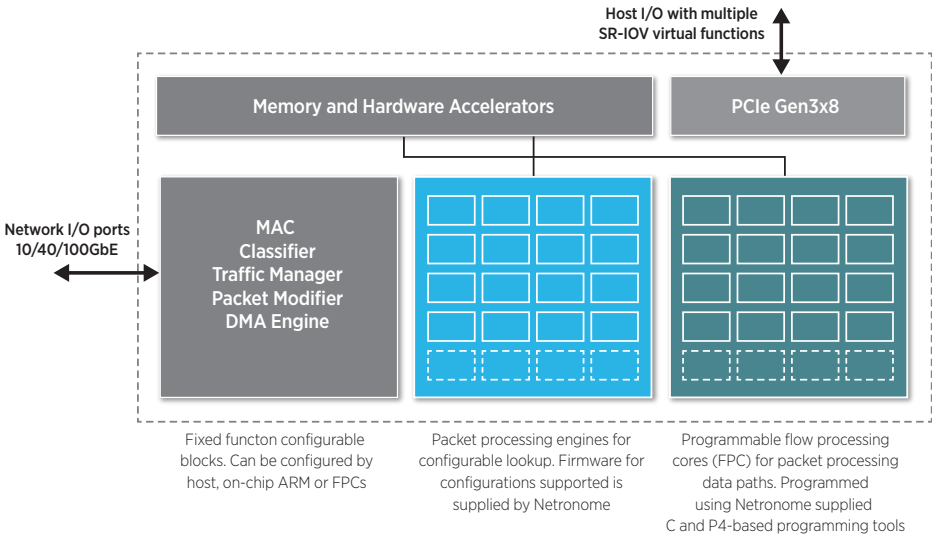 Host I/O with multiple
SR-IOV virtual functions
Memory and Hardware Accelerators
PCIe Gen3x8
Network I/O ports
10/40/100GbE
MAC
Classifier
Traffic Manager
Packet Modifier
DMA Engine
Fixed functon configurable
blocks. Can be configured by
host, on-chip ARM or FPCs
Packet processing engines for
configurable lookup. Firmware for
configurations supported is
supplied by Netronome
Programmable flow processing
cores (FPC) for packet processing
data paths. Programmed
using Netronome supplied
C and P4-based programming tools